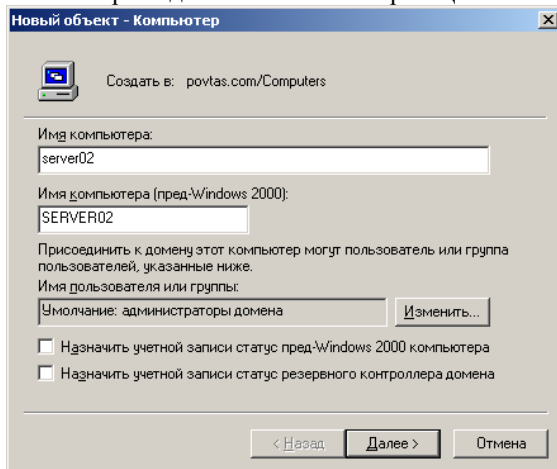 Новый объект - Компьютер
Создать в: povtas.com/Computers
Имя компьютера:
server02
Имя компьютера (пред-Windows 2000):
SERVER02
Присоединить к домену этот компьютер могут пользователь или группа
пользователей, указанные ниже.
Имя пользователя или группы:
Умолчание: администраторы домена
Изменить...
Назначить учетной записи статус пред-Windows 2000 компьютера
Назначить учетной записи статус резервного контроллера домена
< Назад
Далее >
Отмена